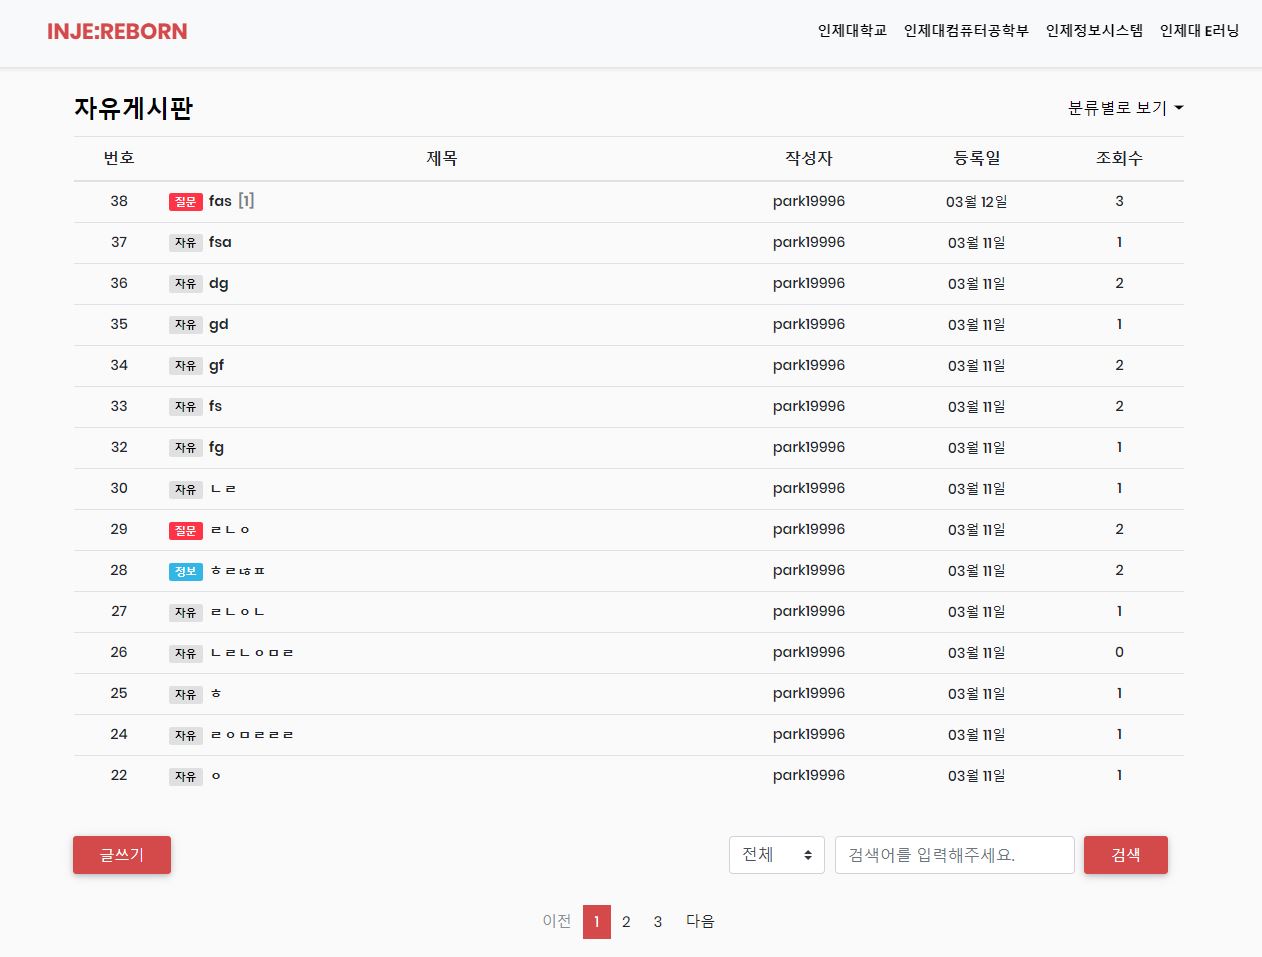 INJE:REBORN 인제대학교 인제대컴퓨터공학부 인제정보시스템 인제대 E러닝
자유게시판 분류별로 보기
번호 제목 작성자 등록일 조회수
38 질문 fas [1] park19996 03월 12일 3
37 자유 fsa park19996 03월 11일 1
36 자유 dg park19996 03월 11일 2
35 자유 gd park19996 03월 11일 1
34 자유 gf park19996 03월 11일 2
33 자유 fs park19996 03월 11일 2
32 자유 fg park19996 03월 11일 1
30 자유 ㄴㄹ park19996 03월 11일 1
29 질문 ㄹㄴㅇ park19996 03월 11일 2
28 정보 ㅎㄹㄶㅍ park19996 03월 11일 2
27 자유 ㄹㄴㅇㄴ park19996 03월 11일 1
26 자유 ㄴㄹㄴㅇㅁㄹ park19996 03월 11일 0
25 자유 ㅎ park19996 03월 11일 1
24 자유 ㄹㅇㅁㄹㄹㄹ park19996 03월 11일 1
22 자유 ㅇ park19996 03월 11일 1
글쓰기 전체 검색어를 입력해주세요. 검색
이전 1 2 3 다음